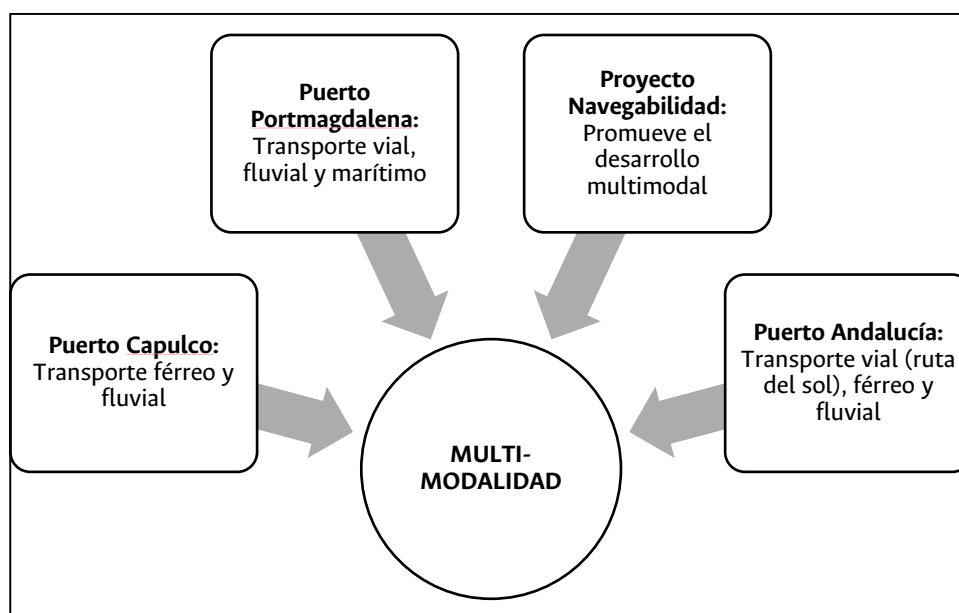 Puerto
Portmagdalena:
Transporte vial,
fluvial y marítimo
Proyecto
Navegabilidad:
Promueve el
desarrollo
multimodal
Puerto Capulco:
Transporte férreo y
fluvial
Puerto Andalucía:
Transporte vial (ruta
del sol), férreo y
fluvial
MULTI-
MODALIDAD